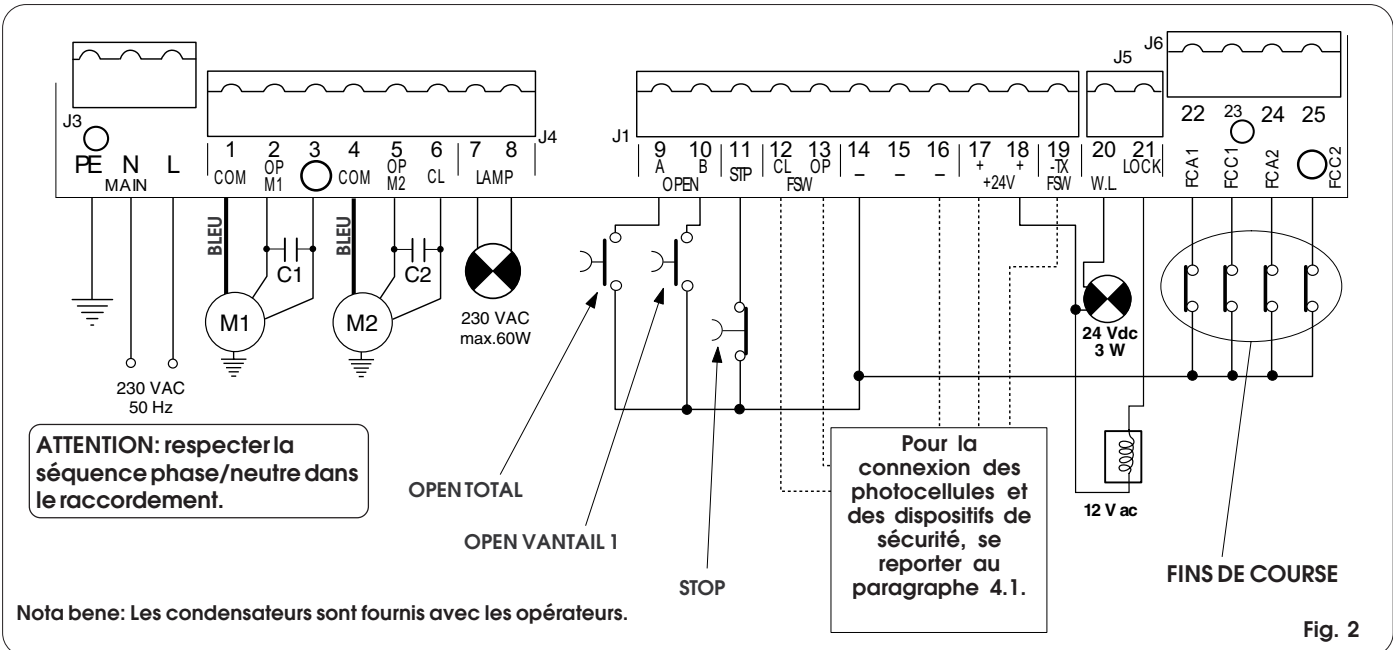 J3
J4
J1
J5
J6
PE N L
MAIN
1 2 3 4 5 6 7 8
COM OP M1 COM OP M2 CL LAMP
9 10 11 12 13 14 15 16 17 18 19 20 21
A B STP CL OP – – – + + -TX LOCK
OPEN FSW +24V FSW W.L.
22 23 24 25
FCA1 FCC1 FCA2 FCC2
BLEU
BLEU
C1
C2
M1
M2
230 VAC
50 Hz
230 VAC
max.60W
24 Vdc
3 W
12 V ac
ATTENTION: respecter la
séquence phase/neutre dans
le raccordement.
OPEN TOTAL
OPEN VANTAIL 1
STOP
Pour la
connexion des
photocellules et
des dispositifs de
sécurité, se
reporter au
paragraphe 4.1.
FINS DE COURSE
Nota bene: Les condensateurs sont fournis avec les opérateurs.
Fig. 2